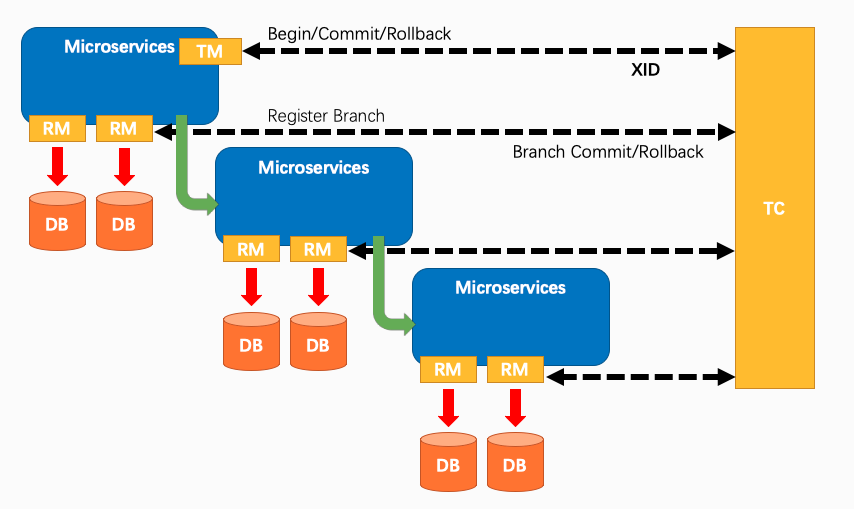 Microservices
TM
Begin/Commit/Rollback
XID
RM
RM
Register Branch
Branch Commit/Rollback
DB
DB
Microservices
TC
RM
RM
DB
DB
Microservices
RM
RM
DB
DB